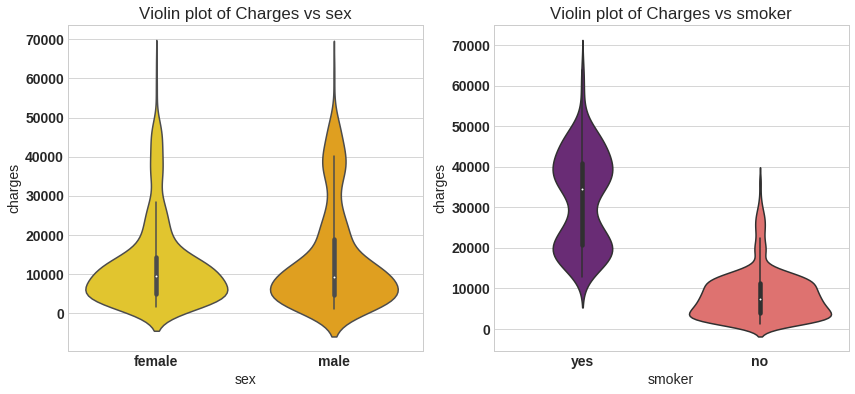 Violin plot of Charges vs sex
70000
60000
50000
40000
30000
20000
10000
0
charges
female male
sex
Violin plot of Charges vs smoker
70000
60000
50000
40000
30000
20000
10000
0
charges
yes no
smoker